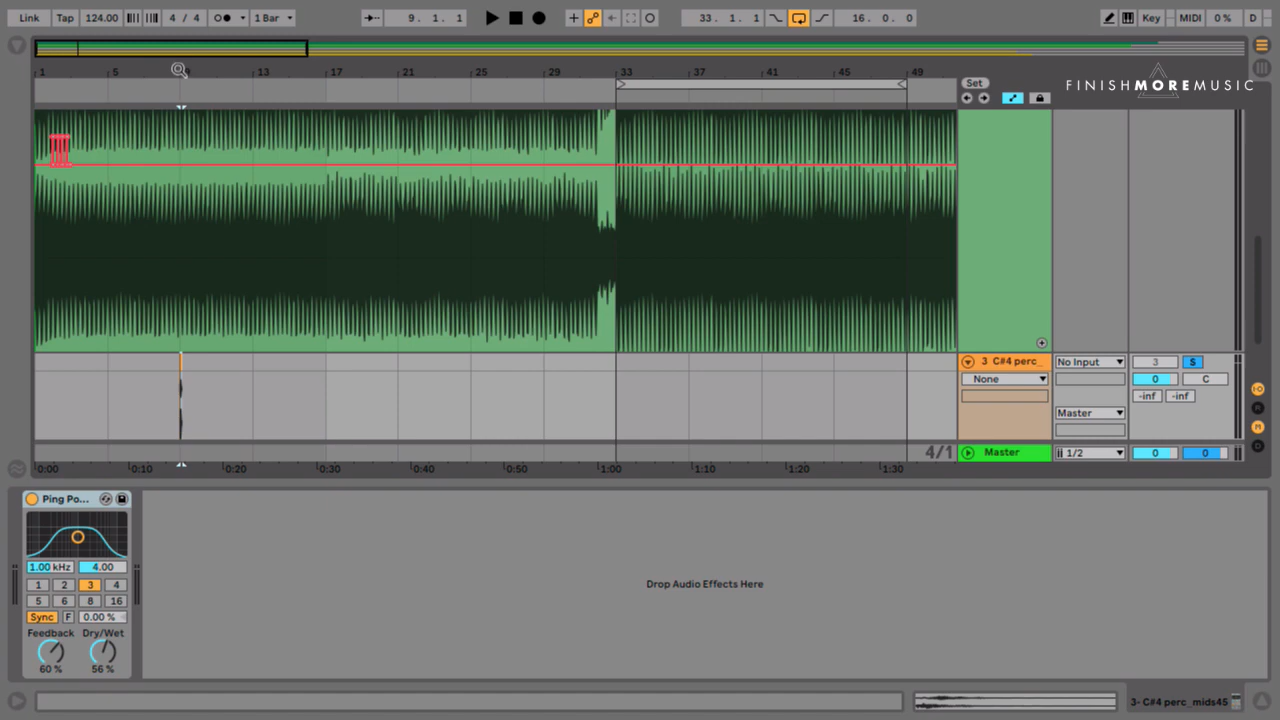 Link Tap 124.00 4 / 4 1 Bar 9. 1. 1 33. 1. 1 16. 0. 0 Key MIDI 0 % D
1 5 9 13 17 21 25 29 33 37 41 45 49
Set
FINISHMOREMUSIC
3 C#4 perc_ No Input 3 S
None 0 C
-inf -inf
Master
4/1 Master 1/2 0 0
0:00 0:10 0:20 0:30 0:40 0:50 1:00 1:10 1:20 1:30
Ping Po...
1.00 kHz 4.00
1 2 3 4
5 6 8 16
Sync F 0.00 %
Feedback Dry/Wet
60 % 56 %
Drop Audio Effects Here
3- C#4 perc_mids45